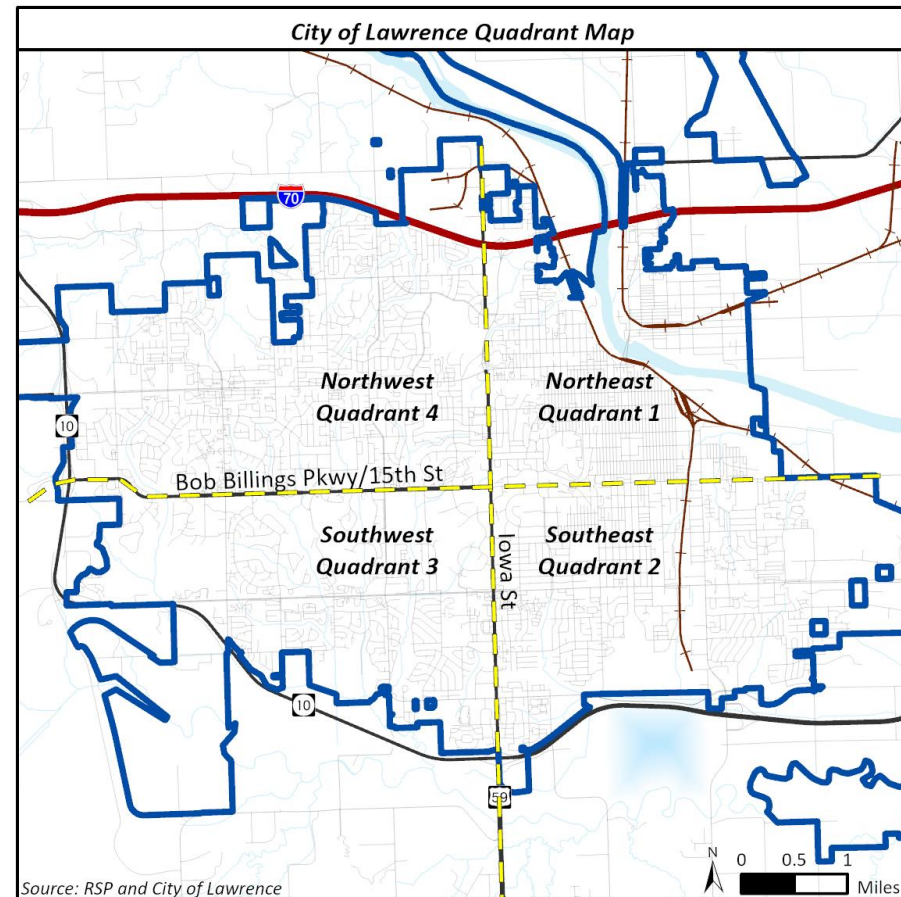 City of Lawrence Quadrant Map
70
Northwest
Quadrant 4
Northeast
Quadrant 1
10
Bob Billings Pkwy/15th St
Southwest
Quadrant 3
Iowa St
Southeast
Quadrant 2
10
59
N
0 0.5 1
Miles
Source: RSP and City of Lawrence